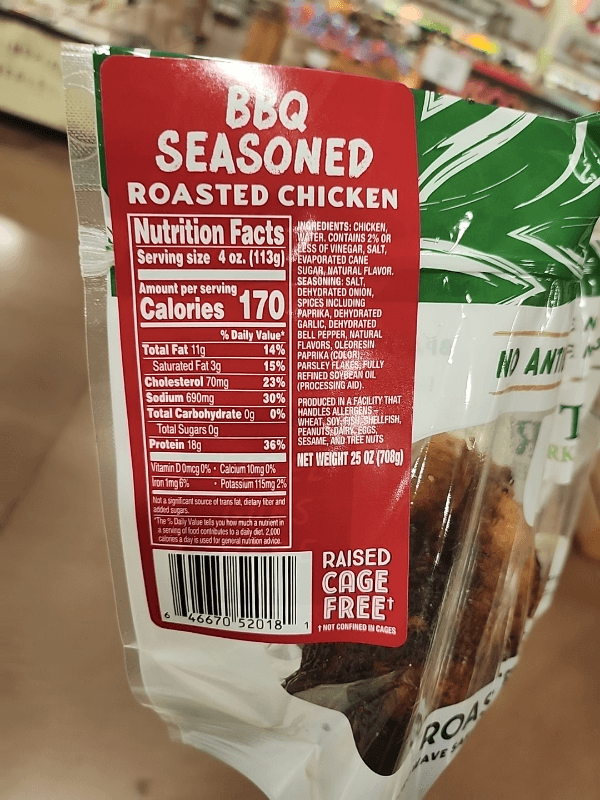 BBQ
SEASONED
ROASTED CHICKEN
Nutrition Facts
Serving size 4 oz. (113g)
Amount per serving
Calories 170
% Daily Value*
Total Fat 11g 14%
Saturated Fat 3g 15%
Cholesterol 70mg 23%
Sodium 690mg 30%
Total Carbohydrate 0g 0%
Total Sugars 0g
Protein 18g 36%
Vitamin D 0mcg 0% • Calcium 10mg 0%
Iron 1mg 6% • Potassium 115mg 2%
Not a significant source of trans fat, dietary fiber and
added sugars.
*The % Daily Value tells you how much a nutrient in
a serving of food contributes to a daily diet. 2,000
calories a day is used for general nutrition advice.
INGREDIENTS: CHICKEN,
WATER. CONTAINS 2% OR
LESS OF VINEGAR, SALT,
EVAPORATED CANE
SUGAR, NATURAL FLAVOR.
SEASONING: SALT,
DEHYDRATED ONION,
SPICES INCLUDING
PAPRIKA, DEHYDRATED
GARLIC, DEHYDRATED
BELL PEPPER, NATURAL
FLAVORS, OLEORESIN
PAPRIKA (COLOR),
PARSLEY FLAKES, FULLY
REFINED SOYBEAN OIL
(PROCESSING AID).
PRODUCED IN A FACILITY THAT
HANDLES ALLERGENS –
WHEAT, SOY, FISH, SHELLFISH,
PEANUTS, DAIRY, EGGS,
SESAME, AND TREE NUTS
NET WEIGHT 25 OZ (708g)
6 46670 52018 1
RAISED
CAGE
FREE†
† NOT CONFINED IN CAGES
NO ANT
T
RK
ROAS
AVE SA